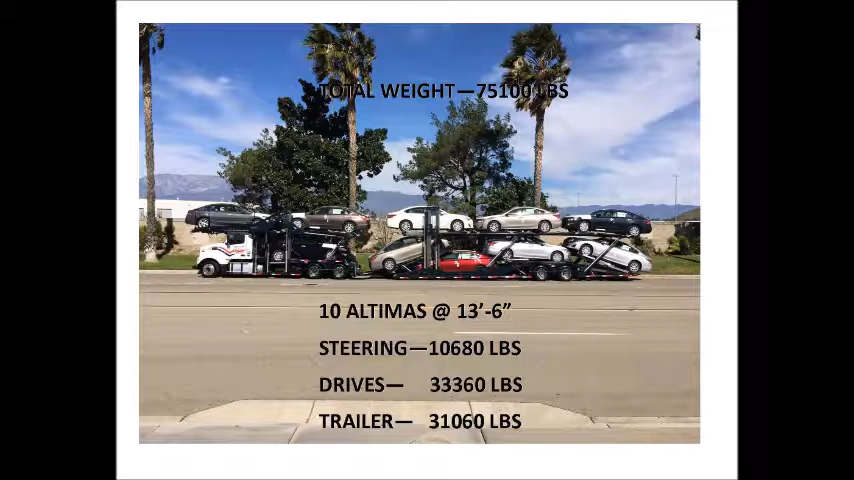 TOTAL WEIGHT—75100 LBS
10 ALTIMAS @ 13’-6”
STEERING—10680 LBS
DRIVES— 33360 LBS
TRAILER— 31060 LBS